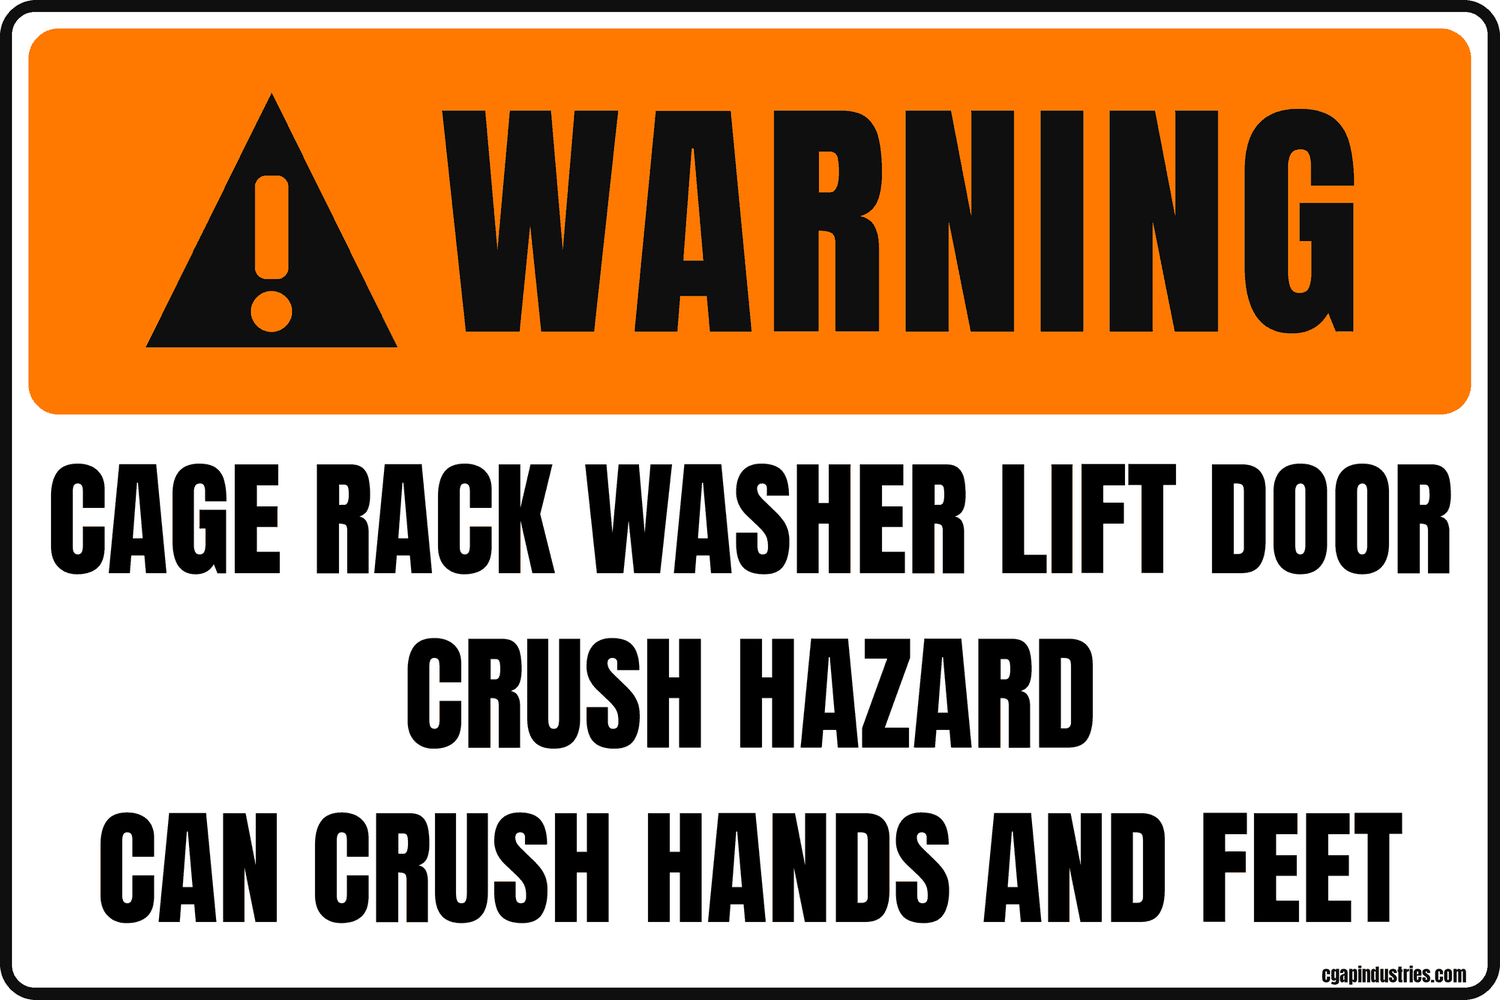 WARNING
CAGE RACK WASHER LIFT DOOR
CRUSH HAZARD
CAN CRUSH HANDS AND FEET
cgapindustries.com